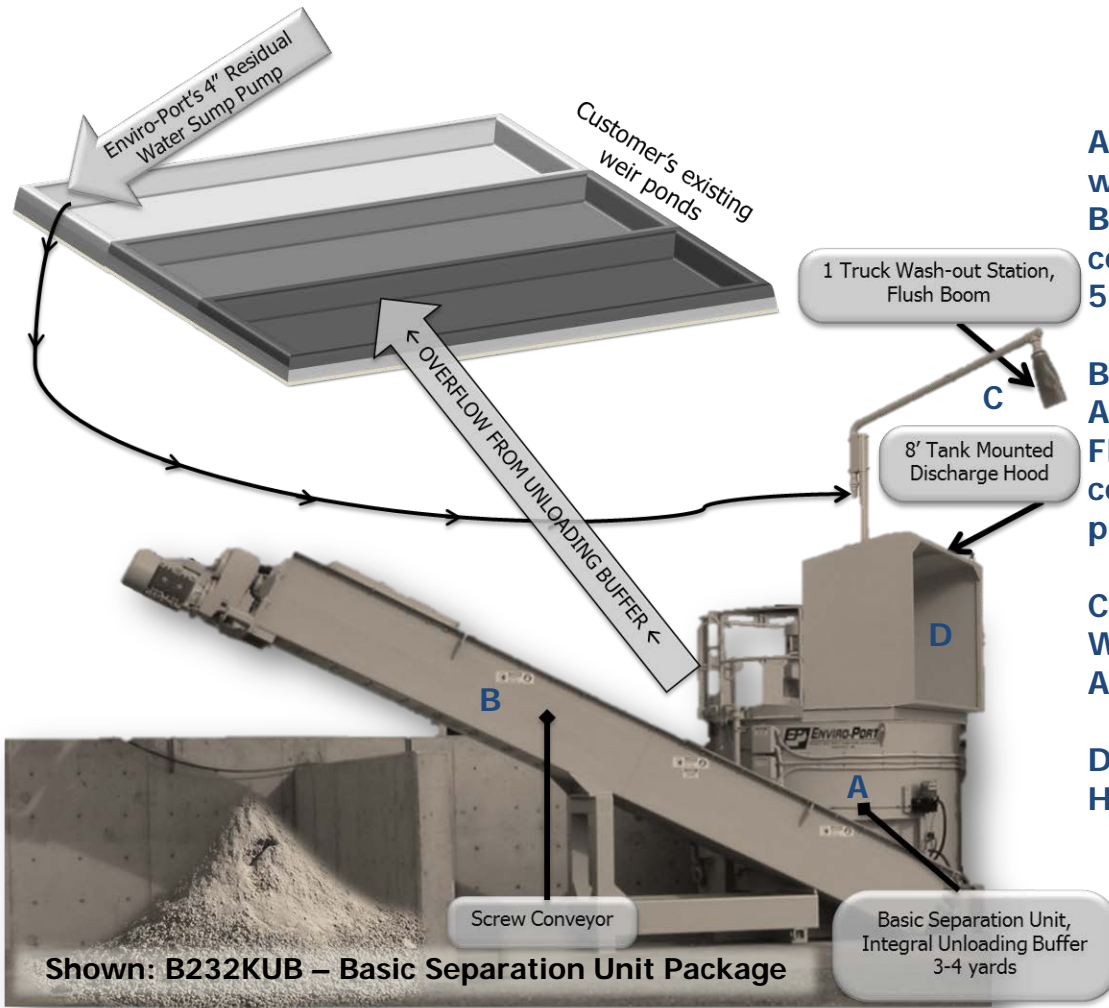 Enviro-Port's 4" Residual
Water Sump Pump
Customer's existing
weir ponds
1 Truck Wash-out Station,
Flush Boom
C
8' Tank Mounted
Discharge Hood
← OVERFLOW FROM UNLOADING BUFFER ←
D
B
EP ENVIRO-PORT
A
Screw Conveyor
Basic Separation Unit,
Integral Unloading Buffer
3-4 yards
Shown: B232KUB – Basic Separation Unit Package
A
B
5
B
A
C
W
A
D
H